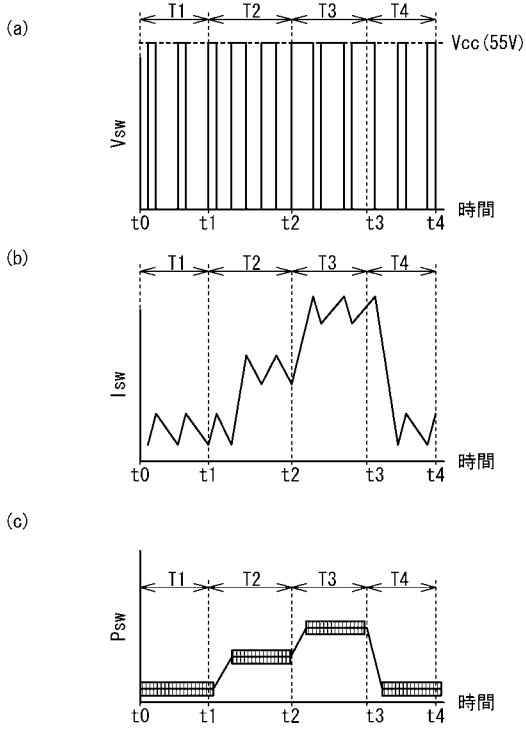 (a)
T1 T2 T3 T4
Vcc(55V)
Vsw
時間
t0 t1 t2 t3 t4
(b)
T1 T2 T3 T4
Isw
時間
t0 t1 t2 t3 t4
(c)
T1 T2 T3 T4
Psw
時間
t0 t1 t2 t3 t4